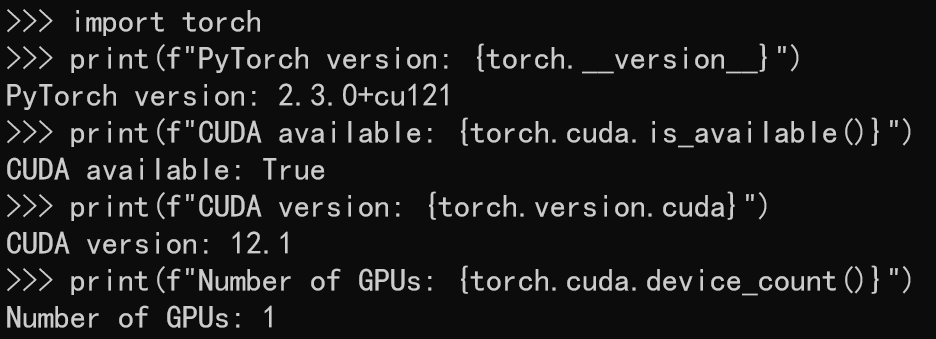 >>> import torch
>>> print(f"PyTorch version: {torch.__version__}")
PyTorch version: 2.3.0+cu121
>>> print(f"CUDA available: {torch.cuda.is_available()}")
CUDA available: True
>>> print(f"CUDA version: {torch.version.cuda}")
CUDA version: 12.1
>>> print(f"Number of GPUs: {torch.cuda.device_count()}")
Number of GPUs: 1